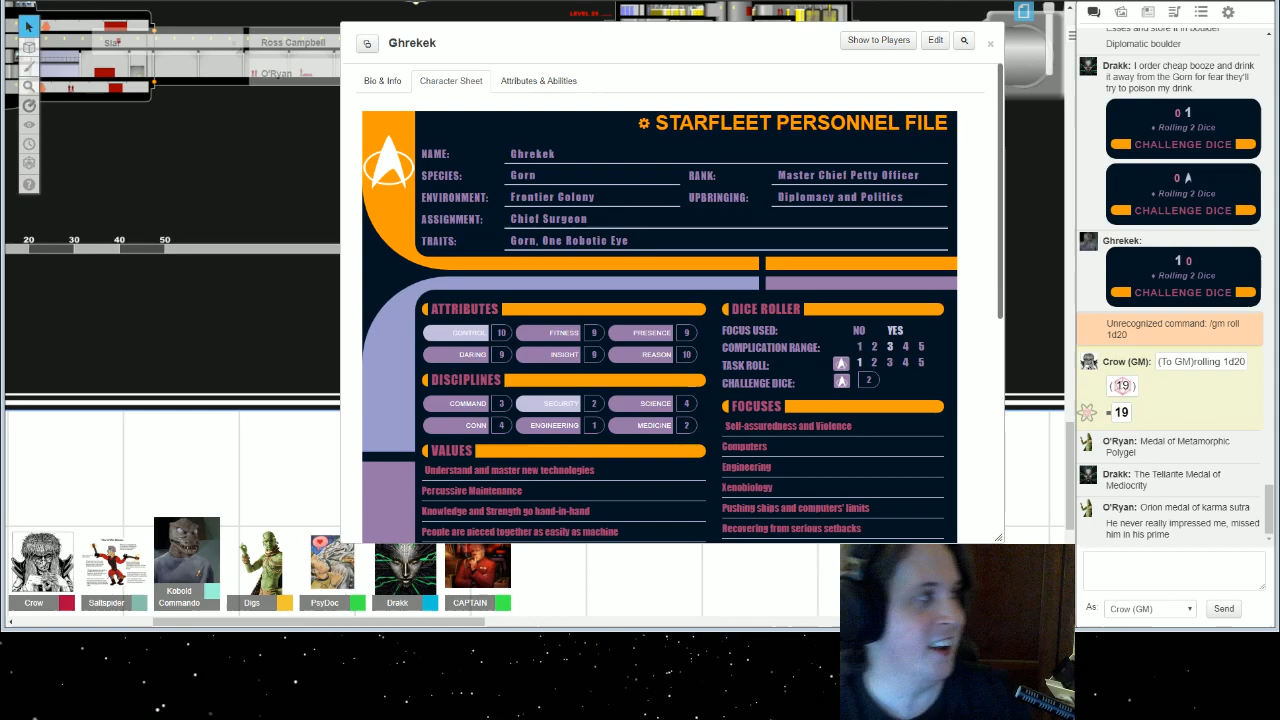 LEVEL 20
Star
Ross Campbell
O'Ryan
20 30 40 50
Ghrekek
Show to Players
Edit
Bio & Info
Character Sheet
Attributes & Abilities
STARFLEET PERSONNEL FILE
NAME: Ghrekek
SPECIES: Gorn RANK: Master Chief Petty Officer
ENVIRONMENT: Frontier Colony UPBRINGING: Diplomacy and Politics
ASSIGNMENT: Chief Surgeon
TRAITS: Gorn, One Robotic Eye
ATTRIBUTES
CONTROL 10 FITNESS 9 PRESENCE 9
DARING 9 INSIGHT 9 REASON 10
DISCIPLINES
COMMAND 3 SECURITY 2 SCIENCE 4
CONN 4 ENGINEERING 1 MEDICINE 2
VALUES
Understand and master new technologies
Percussive Maintenance
Knowledge and Strength go hand-in-hand
People are pieced together as easily as machine
DICE ROLLER
FOCUS USED: NO YES
COMPLICATION RANGE: 1 2 3 4 5
TASK ROLL: 1 2 3 4 5
CHALLENGE DICE: 2
FOCUSES
Self-assuredness and Violence
Computers
Engineering
Xenobiology
Pushing ships and computers' limits
Recovering from serious setbacks
Diplomatic boulder
Drakk: I order cheap booze and drink
it away from the Gorn for fear they'll
try to poison my drink.
0 1
Rolling 2 Dice
CHALLENGE DICE
0
Rolling 2 Dice
CHALLENGE DICE
Ghrekek:
1 0
Rolling 2 Dice
CHALLENGE DICE
Unrecognized command: /gm roll
1d20
Crow (GM): (To GM)rolling 1d20
(19)
= 19
O'Ryan: Medal of Metamorphic
Polygel
Drakk: The Tellarite Medal of
Mediocrity
O'Ryan: Orion medal of karma sutra
He never really impressed me, missed
him in his prime
As: Crow (GM)
Send
Crow
Saltspider
Kobold
Commando
Digs
PsyDoc
Drakk
CAPTAIN